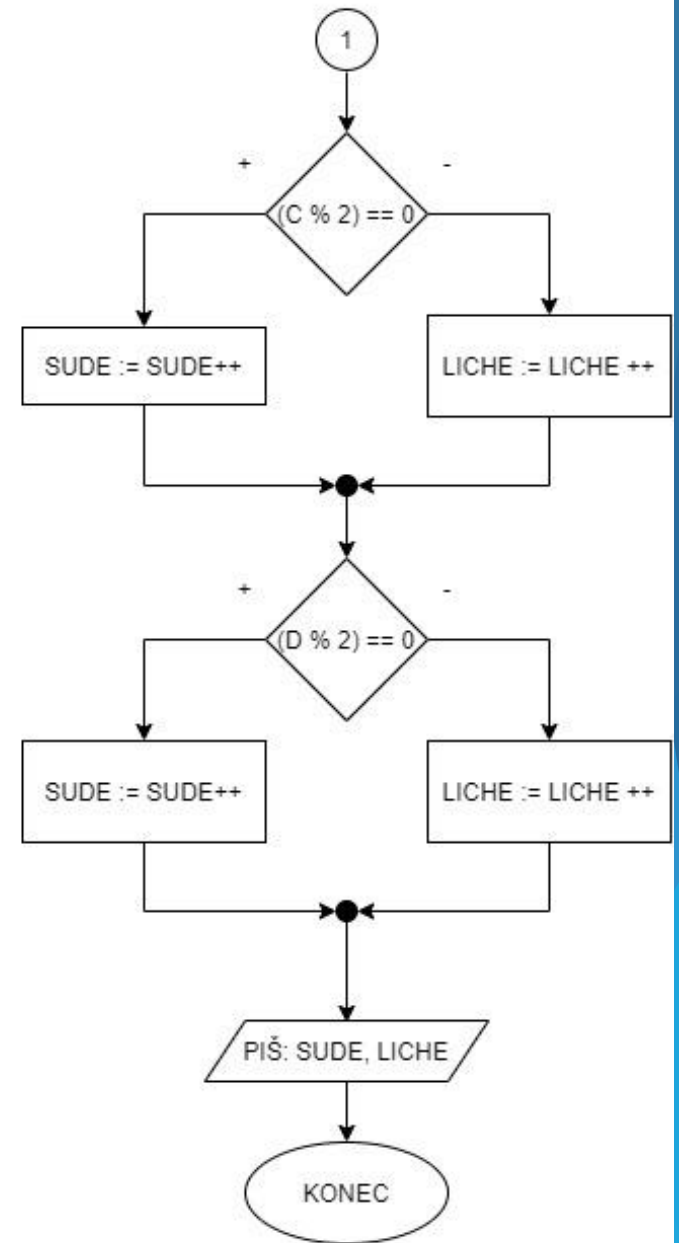 1
+
-
(C % 2) == 0
SUDE := SUDE++
LICHE := LICHE ++
+
-
(D % 2) == 0
SUDE := SUDE++
LICHE := LICHE ++
PIŠ: SUDE, LICHE
KONEC